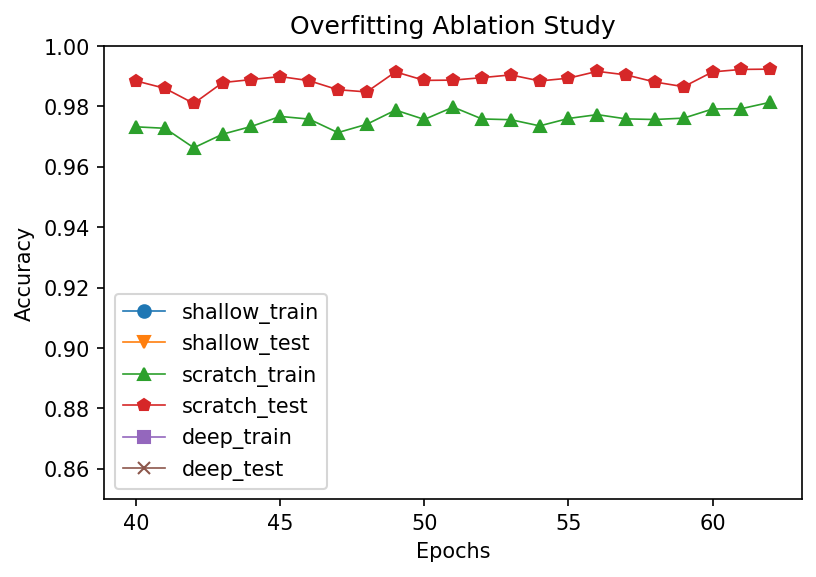 Overfitting Ablation Study
1.00
0.98
0.96
0.94
0.92
0.90
0.88
0.86
Accuracy
shallow_train
shallow_test
scratch_train
scratch_test
deep_train
deep_test
40
45
50
55
60
Epochs